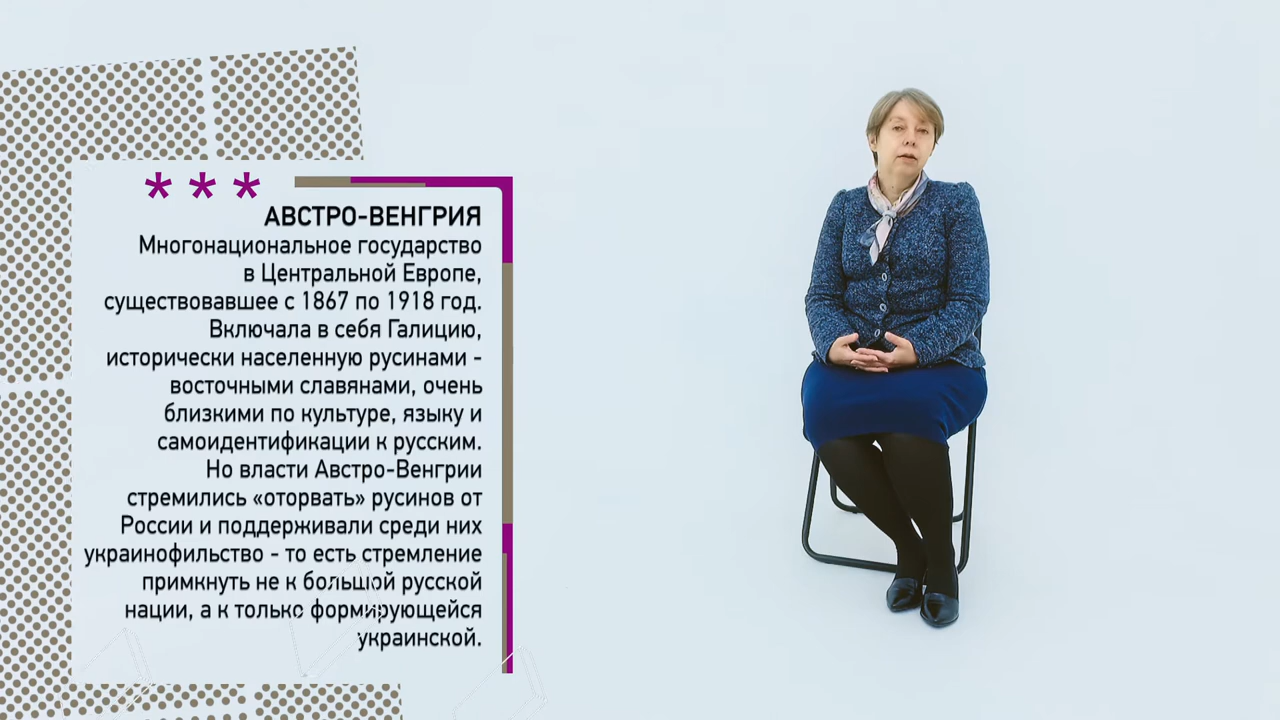 ***
АВСТРО-ВЕНГРИЯ
Многонациональное государство
в Центральной Европе,
существовавшее с 1867 по 1918 год.
Включала в себя Галицию,
исторически населенную русинами -
восточными славянами, очень
близкими по культуре, языку и
самоидентификации к русским.
Но власти Австро-Венгрии
стремились «оторвать» русинов от
России и поддерживали среди них
украинофильство - то есть стремление
примкнуть не к большой русской
нации, а к только формирующейся
украинской.